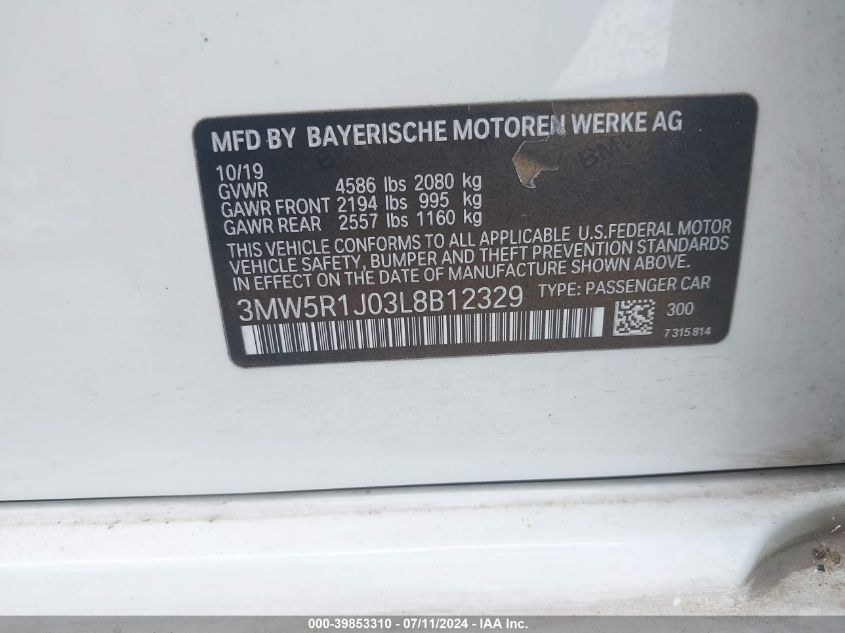 MFD BY BAYERISCHE MOTOREN WERKE AG
10/19
GVWR 4586 lbs 2080 kg
GAWR FRONT 2194 lbs 995 kg
GAWR REAR 2557 lbs 1160 kg
THIS VEHICLE CONFORMS TO ALL APPLICABLE U.S.FEDERAL MOTOR
VEHICLE SAFETY, BUMPER AND THEFT PREVENTION STANDARDS
IN EFFECT ON THE DATE OF MANUFACTURE SHOWN ABOVE.
3MW5R1J03L8B12329 TYPE: PASSENGER CAR
300
7315814
000-39853310 - 07/11/2024 - IAA Inc.